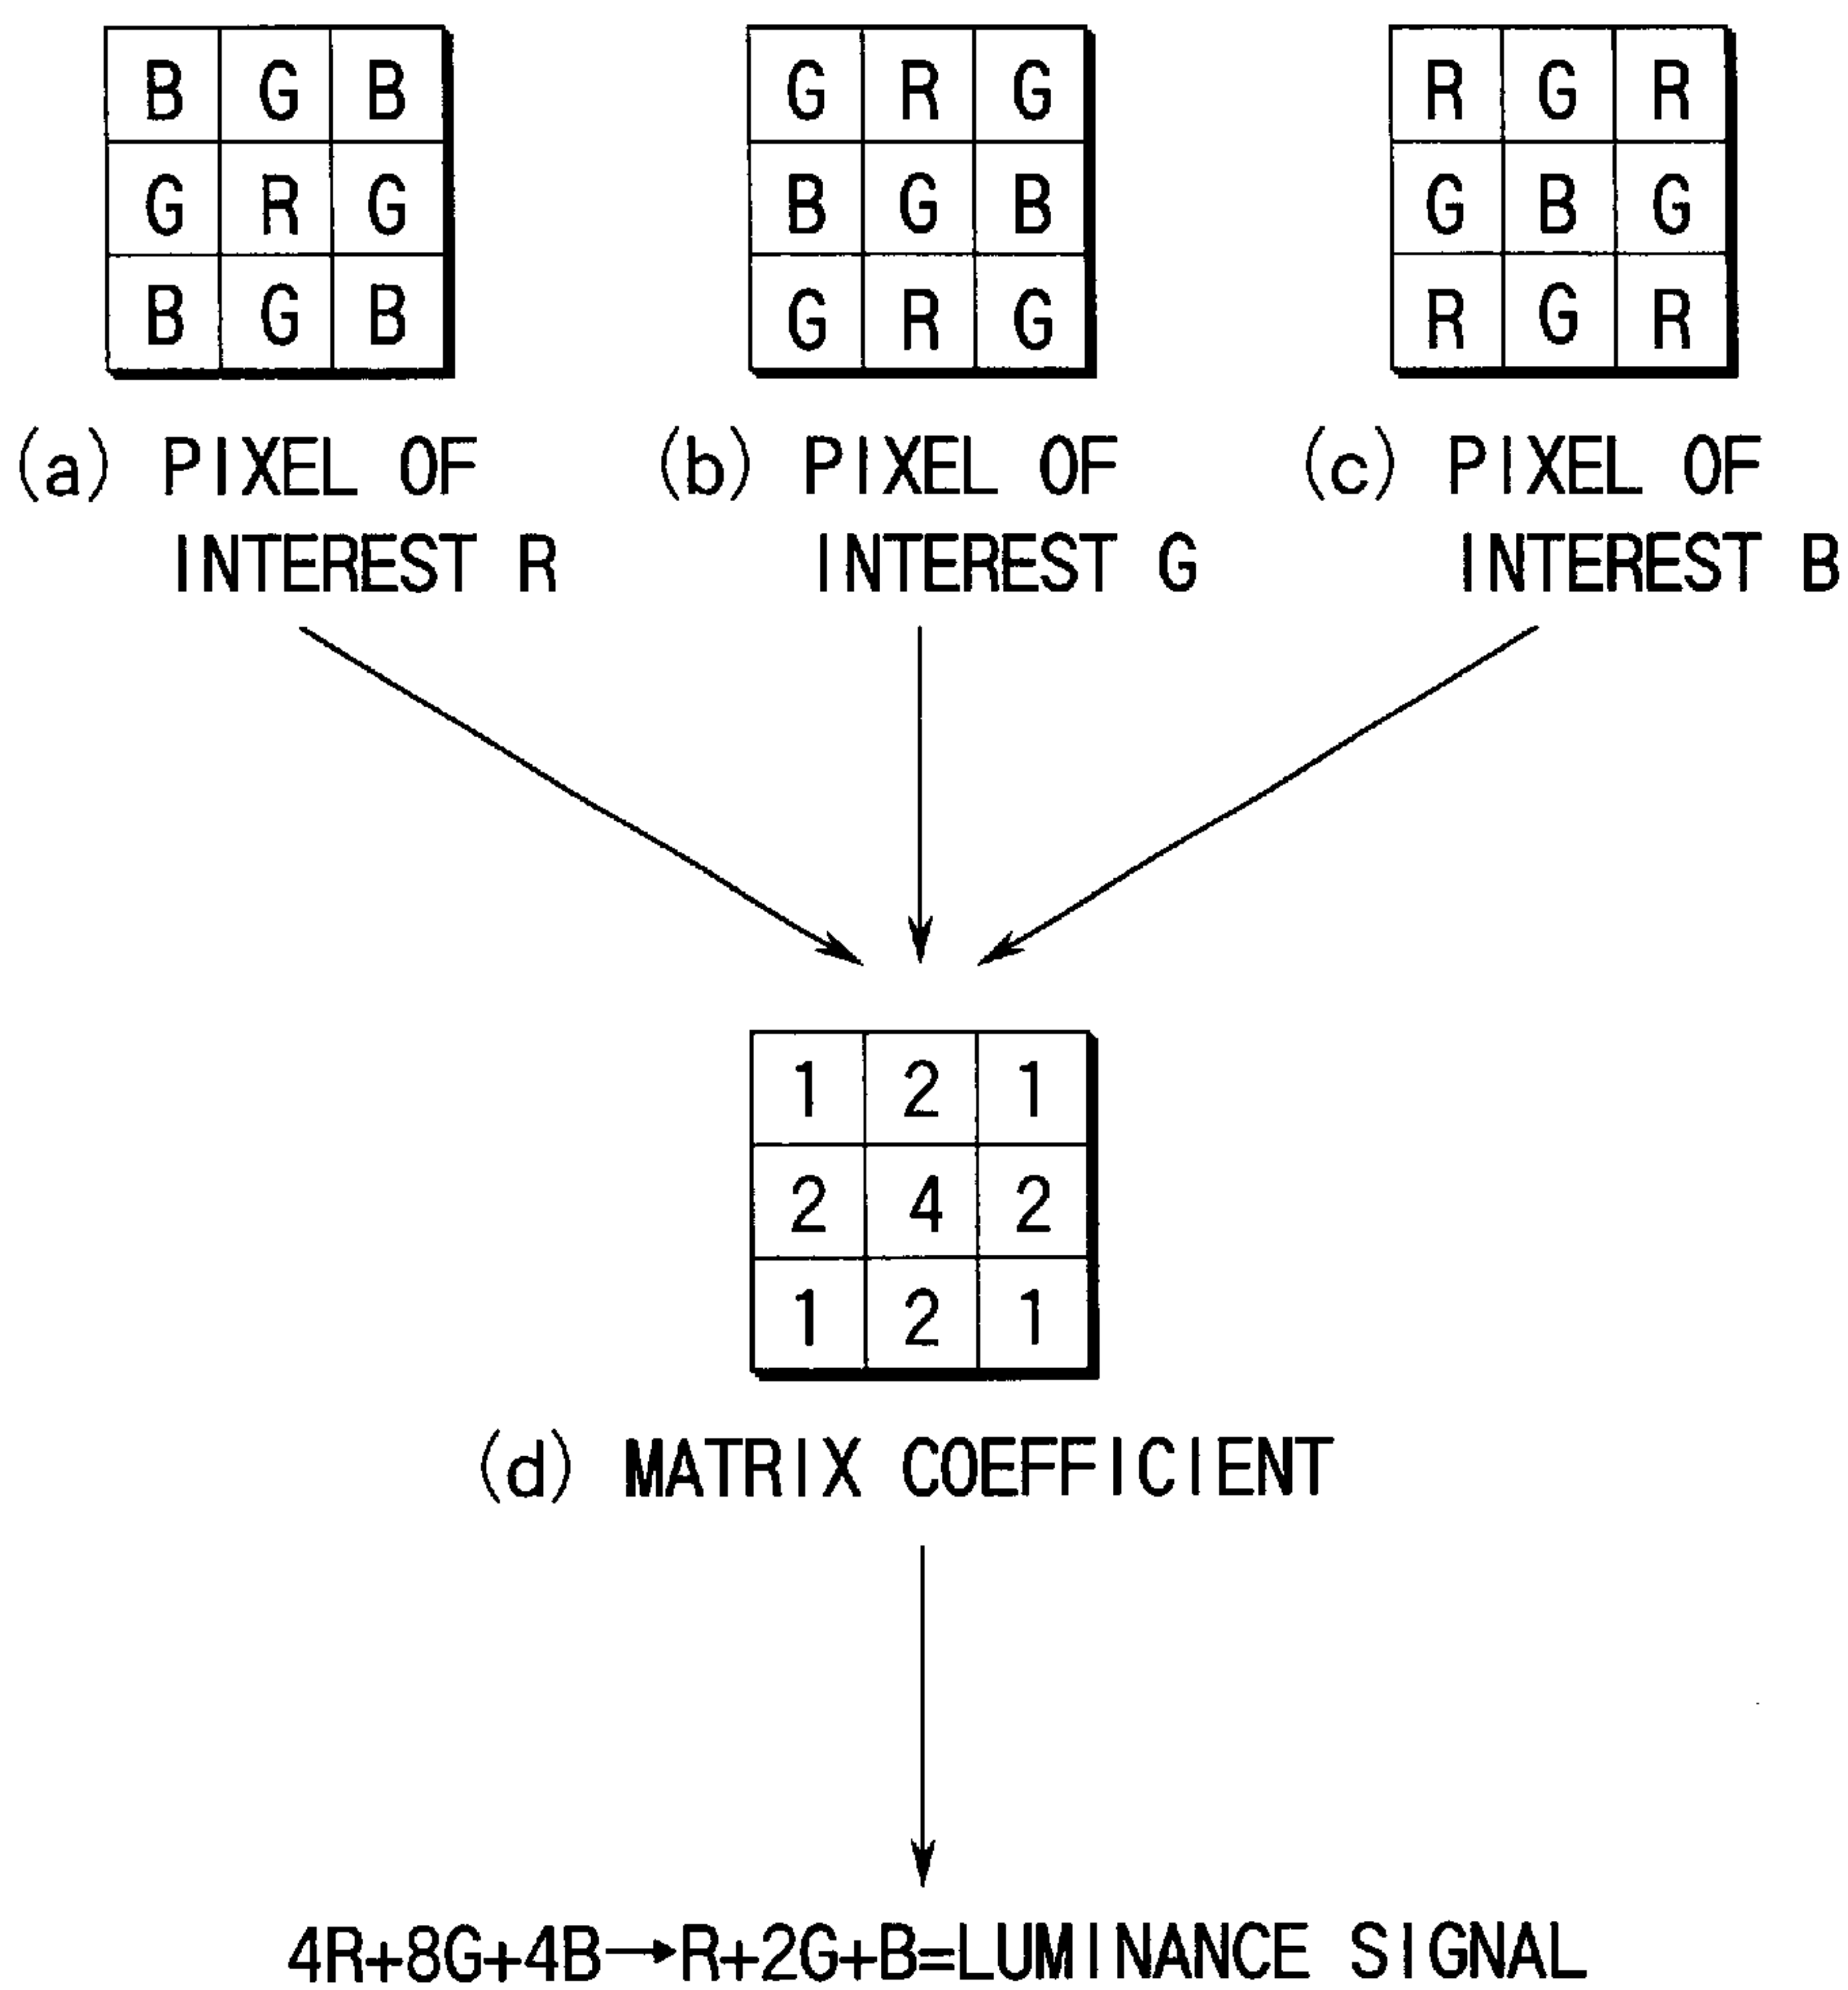 B G B
G R G
B G B
(a) PIXEL OF
INTEREST R
G R G
B G B
G R G
(b) PIXEL OF
INTEREST G
R G R
G B G
R G R
(c) PIXEL OF
INTEREST B
1 2 1
2 4 2
1 2 1
(d) MATRIX COEFFICIENT
4R+8G+4B→R+2G+B=LUMINANCE SIGNAL